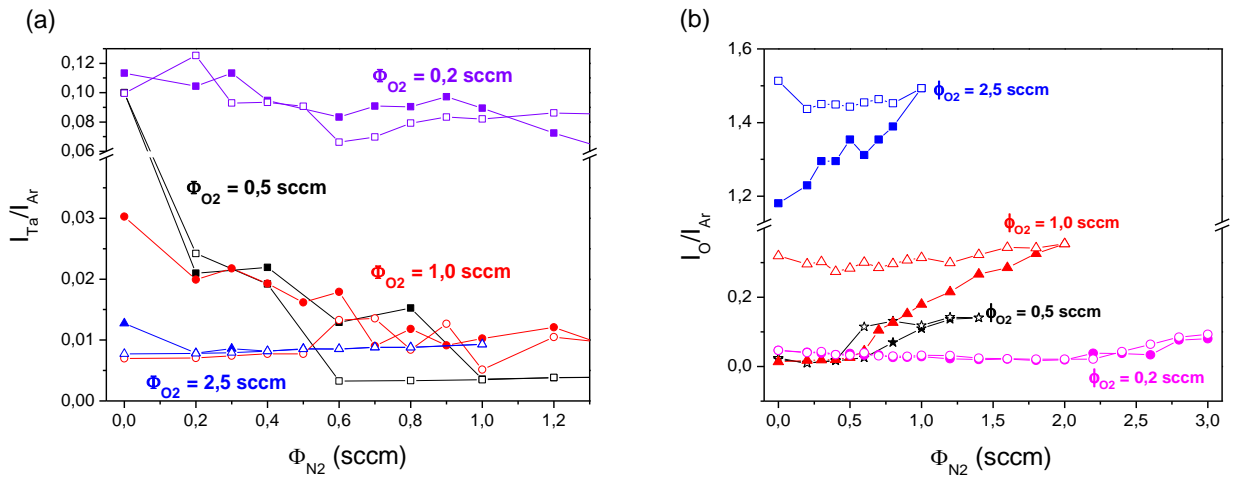 (a)
I_Ta/I_Ar
0,12
0,10
0,08
0,06
0,03
0,02
0,01
0,00
Φ_O2 = 0,2 sccm
Φ_O2 = 0,5 sccm
Φ_O2 = 1,0 sccm
Φ_O2 = 2,5 sccm
0,0 0,2 0,4 0,6 0,8 1,0 1,2
Φ_N2 (sccm)
(b)
I_O/I_Ar
1,6
1,4
1,2
0,2
0,0
ϕ_O2 = 2,5 sccm
ϕ_O2 = 1,0 sccm
ϕ_O2 = 0,5 sccm
ϕ_O2 = 0,2 sccm
0,0 0,5 1,0 1,5 2,0 2,5 3,0
Φ_N2 (sccm)